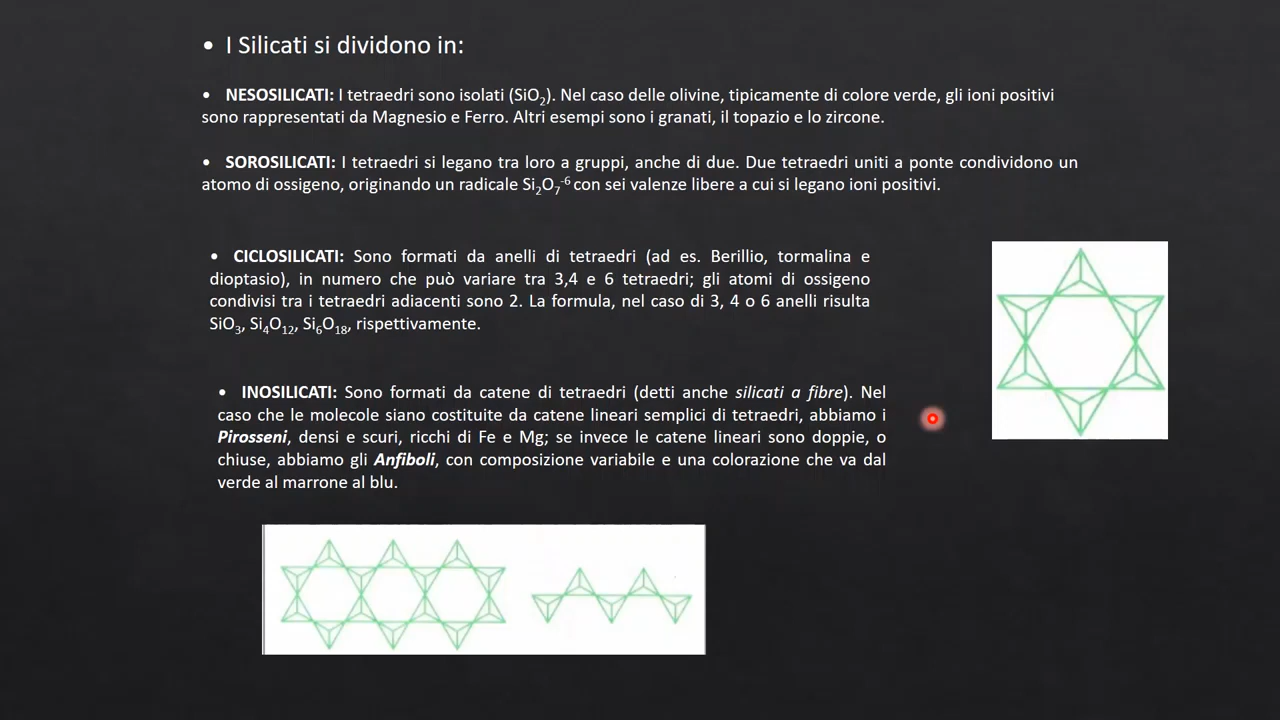 • I Silicati si dividono in:
• NESOSILICATI: I tetraedri sono isolati (SiO₂). Nel caso delle olivine, tipicamente di colore verde, gli ioni positivi
sono rappresentati da Magnesio e Ferro. Altri esempi sono i granati, il topazio e lo zircone.
• SOROSILICATI: I tetraedri si legano tra loro a gruppi, anche di due. Due tetraedri uniti a ponte condividono un
atomo di ossigeno, originando un radicale Si₂O₇⁻⁶ con sei valenze libere a cui si legano ioni positivi.
• CICLOSILICATI: Sono formati da anelli di tetraedri (ad es. Berillio, tormalina e
dioptasio), in numero che può variare tra 3,4 e 6 tetraedri; gli atomi di ossigeno
condivisi tra i tetraedri adiacenti sono 2. La formula, nel caso di 3, 4 o 6 anelli risulta
SiO₃, Si₄O₁₂, Si₆O₁₈, rispettivamente.
• INOSILICATI: Sono formati da catene di tetraedri (detti anche silicati a fibre). Nel
caso che le molecole siano costituite da catene lineari semplici di tetraedri, abbiamo i
Pirosseni, densi e scuri, ricchi di Fe e Mg; se invece le catene lineari sono doppie, o
chiuse, abbiamo gli Anfiboli, con composizione variabile e una colorazione che va dal
verde al marrone al blu.